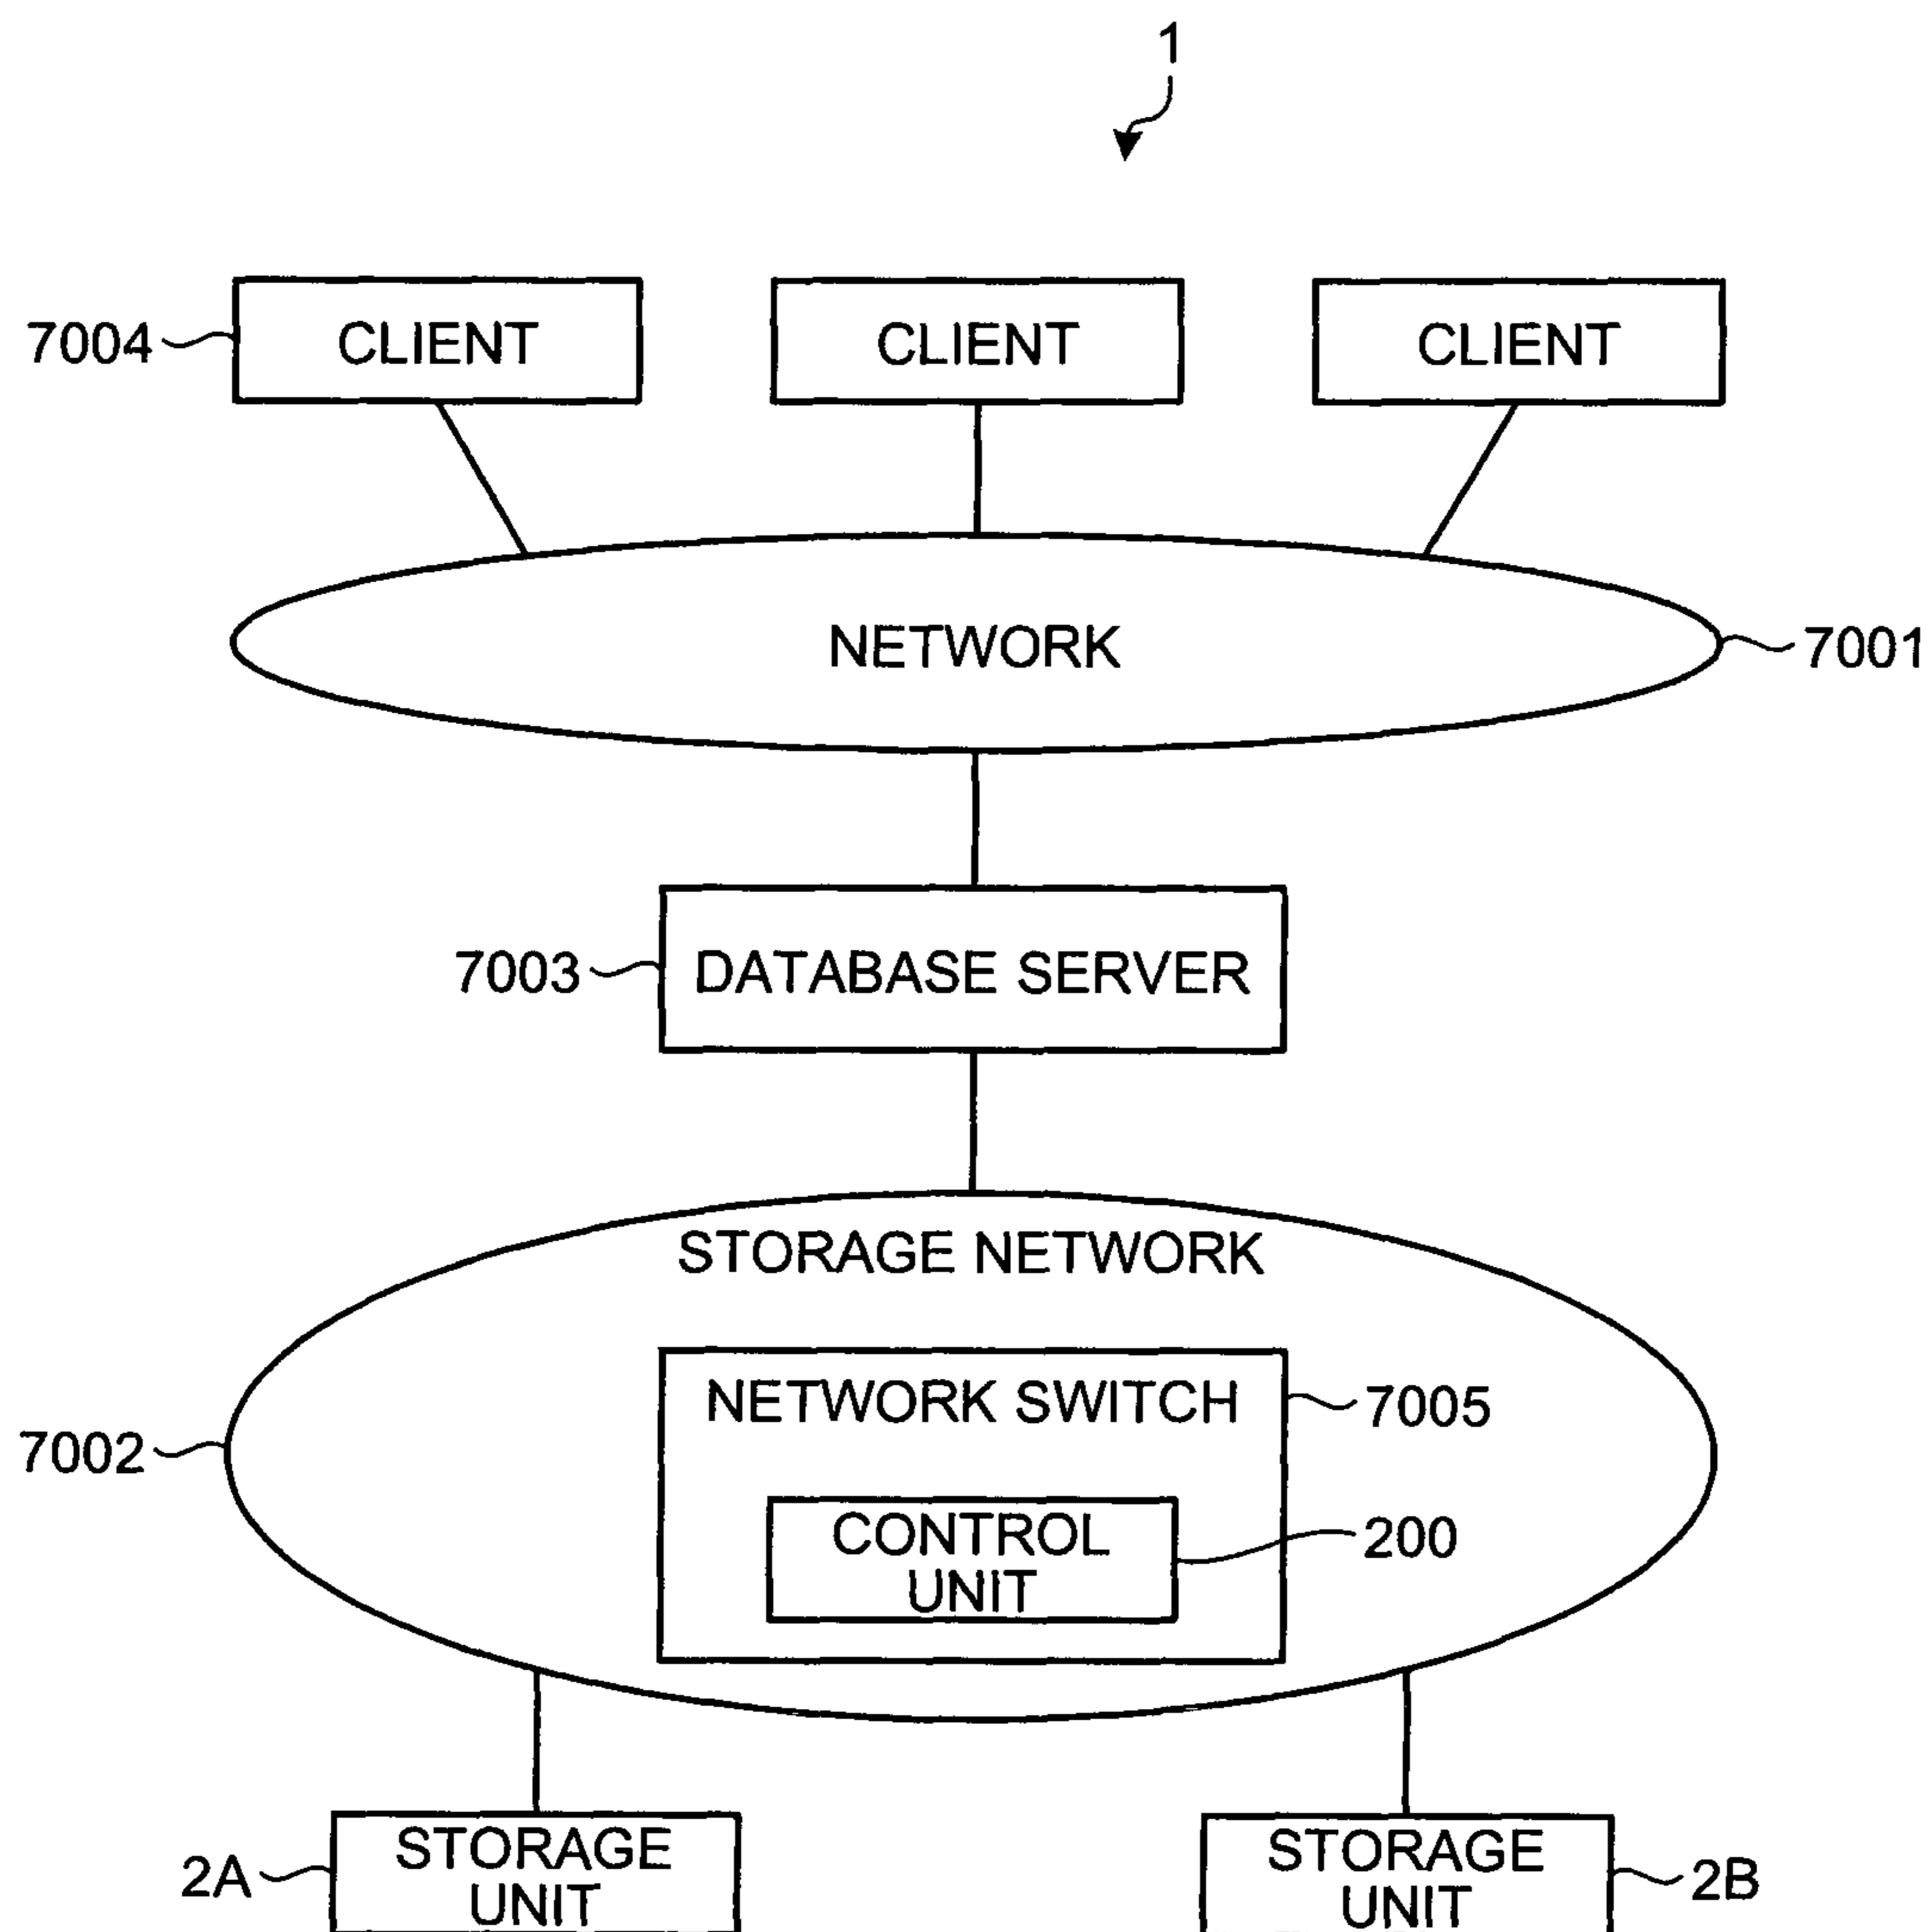 1
7004
CLIENT
CLIENT
CLIENT
NETWORK
7001
7003
DATABASE SERVER
STORAGE NETWORK
NETWORK SWITCH
7005
7002
CONTROL
UNIT
200
2A
STORAGE
UNIT
STORAGE
UNIT
2B